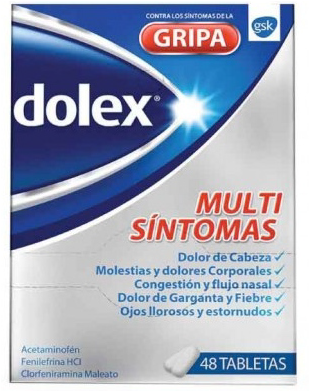 CONTRA LOS SÍNTOMAS DE LA
GRIPA
gsk
dolex®
MULTI
SÍNTOMAS
Dolor de Cabeza ✓
Molestias y dolores Corporales ✓
Congestión y flujo nasal ✓
Dolor de Garganta y Fiebre ✓
Ojos llorosos y estornudos ✓
Acetaminofén
Fenilefrina HCl
Clorfeniramina Maleato
48 TABLETAS